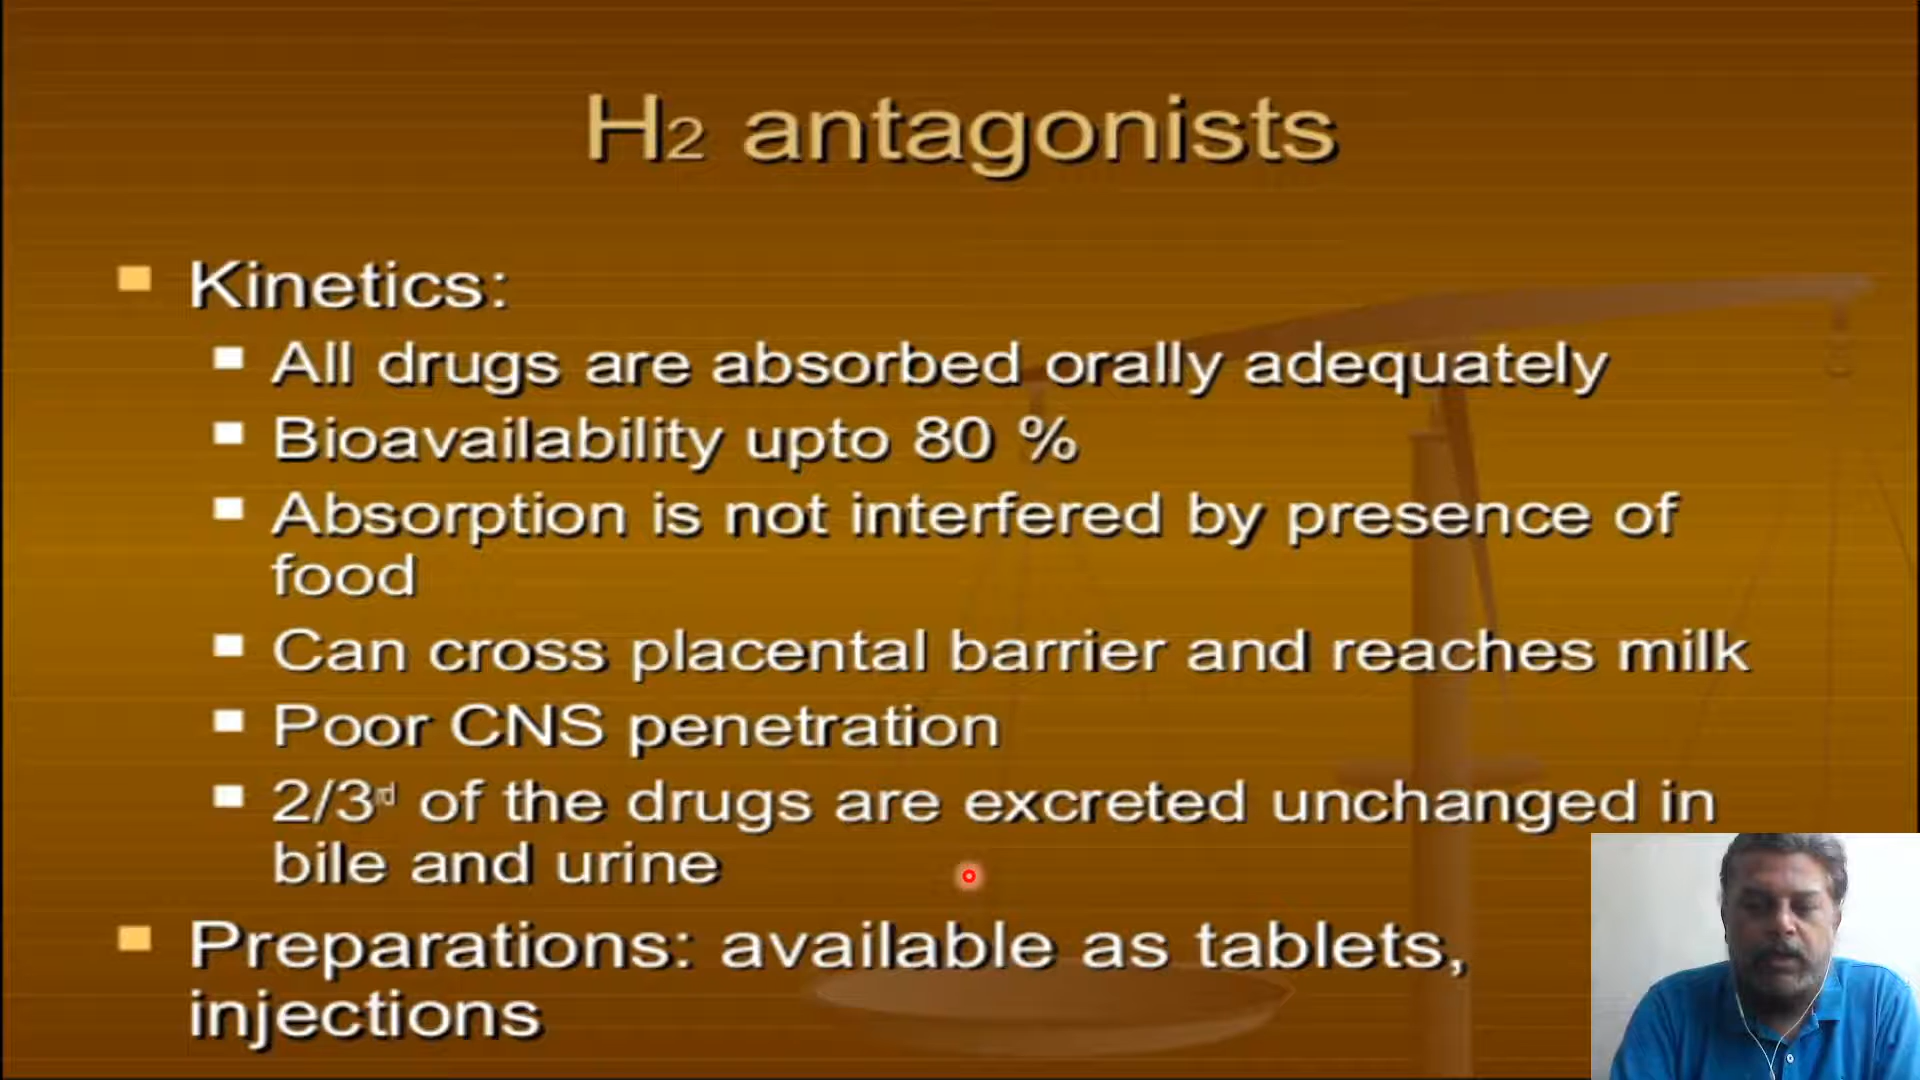 H2 antagonists
Kinetics:
All drugs are absorbed orally adequately
Bioavailability upto 80 %
Absorption is not interfered by presence of
food
Can cross placental barrier and reaches milk
Poor CNS penetration
2/3rd of the drugs are excreted unchanged in
bile and urine
Preparations: available as tablets,
injections